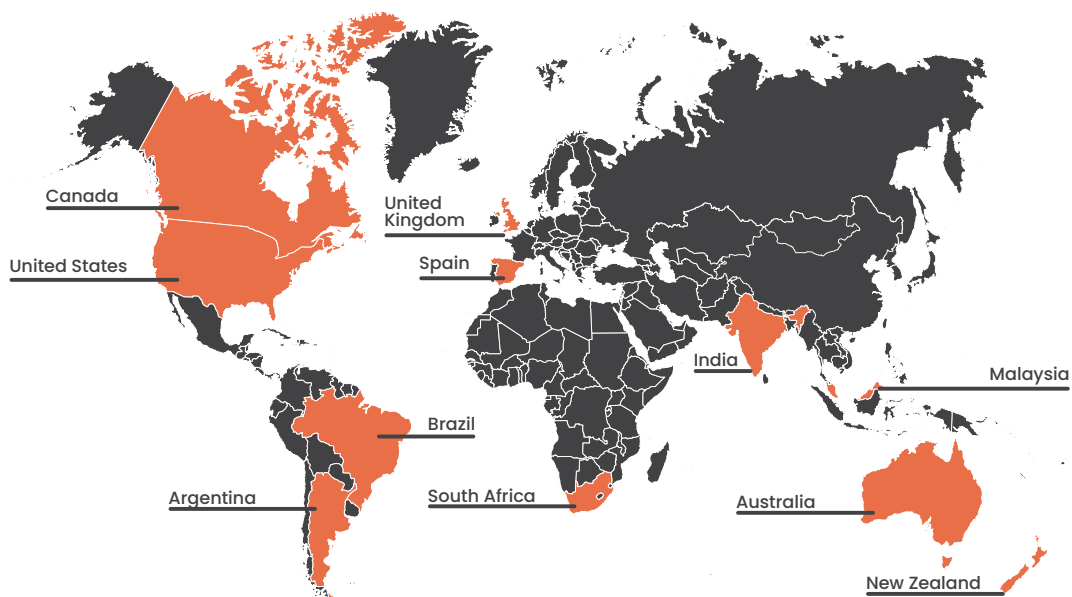 Canada
United
Kingdom
United States
Spain
India
Malaysia
Brazil
Argentina
South Africa
Australia
New Zealand